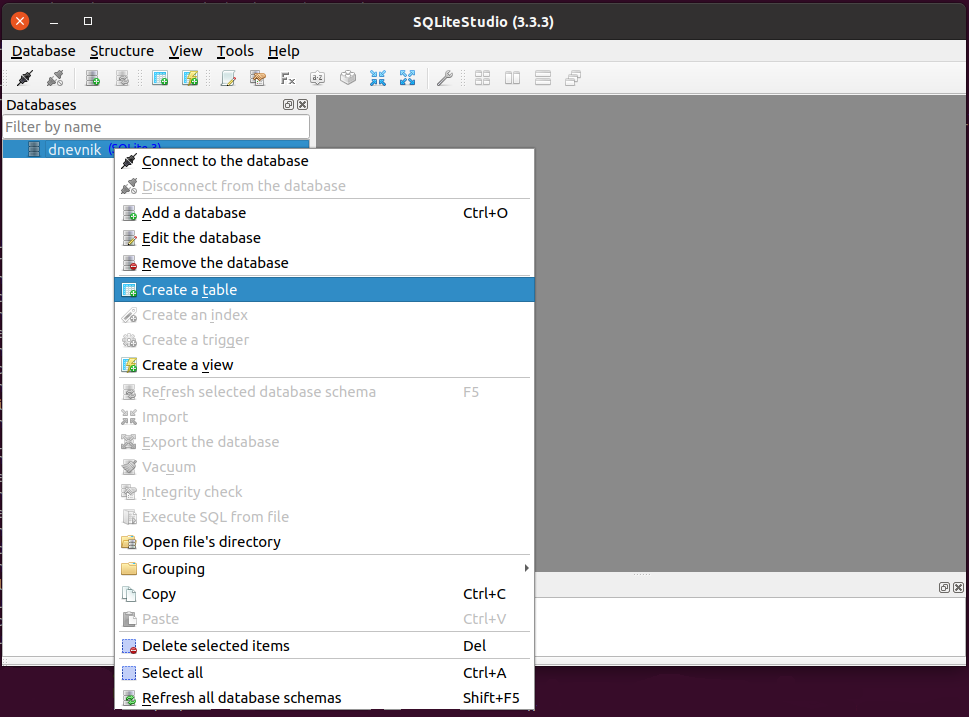 SQLiteStudio (3.3.3)
Database Structure View Tools Help
Databases
Filter by name
dnevnik (SQLite 3)
Connect to the database
Disconnect from the database
Add a database Ctrl+O
Edit the database
Remove the database
Create a table
Create an index
Create a trigger
Create a view
Refresh selected database schema F5
Import
Export the database
Vacuum
Integrity check
Execute SQL from file
Open file's directory
Grouping
Copy Ctrl+C
Paste Ctrl+V
Delete selected items Del
Select all Ctrl+A
Refresh all database schemas Shift+F5